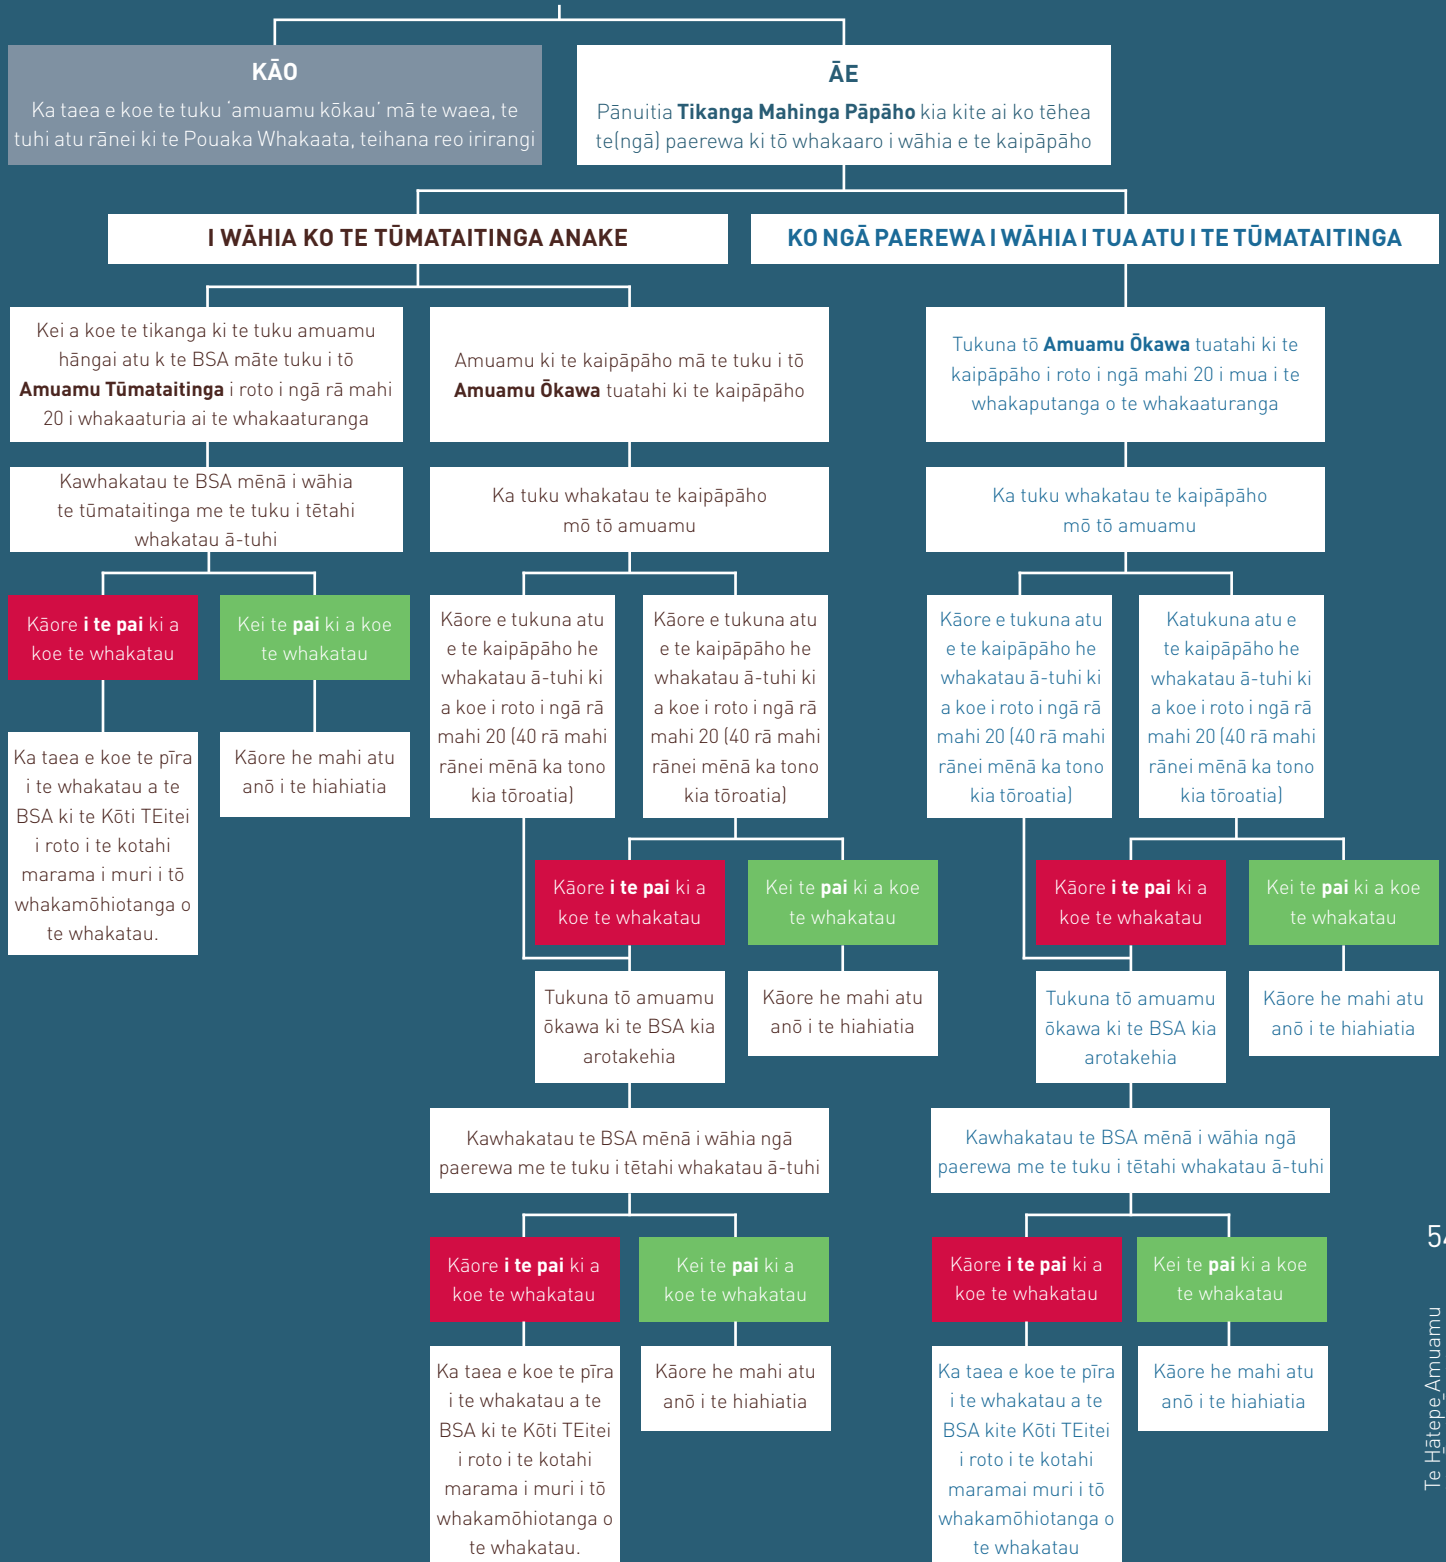 KĀO
Ka taea e koe te tuku ‘amuamu kōkau’ mā te waea, te
tuhi atu rānei ki te Pouaka Whakaata, teihana reo irirangi
ĀE
Pānuitia Tikanga Mahinga Pāpāho kia kite ai ko tēhea
te(ngā) paerewa ki tō whakaaro i wāhia e te kaipāpāho
I WĀHIA KO TE TŪMATAITINGA ANAKE
KO NGĀ PAEREWA I WĀHIA I TUA ATU I TE TŪMATAITINGA
Kei a koe te tikanga ki te tuku amuamu
hāngai atu k te BSA māte tuku i tō
Amuamu Tūmataitinga i roto i ngā rā mahi
20 i whakaaturia ai te whakaaturanga
Amuamu ki te kaipāpāho mā te tuku i tō
Amuamu Ōkawa tuatahi ki te kaipāpāho
Tukuna tō Amuamu Ōkawa tuatahi ki te
kaipāpāho i roto i ngā mahi 20 i mua i te
whakaputanga o te whakaaturanga
Kawhakatau te BSA mēnā i wāhia
te tūmataitinga me te tuku i tētahi
whakatau ā-tuhi
Ka tuku whakatau te kaipāpāho
mō tō amuamu
Ka tuku whakatau te kaipāpāho
mō tō amuamu
Kāore i te pai ki a
koe te whakatau
Kei te pai ki a koe
te whakatau
Kāore e tukuna atu
e te kaipāpāho he
whakatau ā-tuhi ki
a koe i roto i ngā rā
mahi 20 (40 rā mahi
rānei mēnā ka tono
kia tōroatia)
Kāore e tukuna atu
e te kaipāpāho he
whakatau ā-tuhi ki
a koe i roto i ngā rā
mahi 20 (40 rā mahi
rānei mēnā ka tono
kia tōroatia)
Kāore e tukuna atu
e te kaipāpāho he
whakatau ā-tuhi ki
a koe i roto i ngā rā
mahi 20 (40 rā mahi
rānei mēnā ka tono
kia tōroatia)
Katukuna atu e
te kaipāpāho he
whakatau ā-tuhi ki
a koe i roto i ngā rā
mahi 20 (40 rā mahi
rānei mēnā ka tono
kia tōroatia)
Ka taea e koe te pīra
i te whakatau a te
BSA ki te Kōti TEitei
i roto i te kotahi
marama i muri i tō
whakamōhiotanga o
te whakatau.
Kāore he mahi atu
anō i te hiahiatia
Kāore i te pai ki a
koe te whakatau
Kei te pai ki a koe
te whakatau
Kāore i te pai ki a
koe te whakatau
Kei te pai ki a koe
te whakatau
Tukuna tō amuamu
ōkawa ki te BSA kia
arotakehia
Kāore he mahi atu
anō i te hiahiatia
Tukuna tō amuamu
ōkawa ki te BSA kia
arotakehia
Kāore he mahi atu
anō i te hiahiatia
Kawhakatau te BSA mēnā i wāhia ngā
paerewa me te tuku i tētahi whakatau ā-tuhi
Kawhakatau te BSA mēnā i wāhia ngā
paerewa me te tuku i tētahi whakatau ā-tuhi
Kāore i te pai ki a
koe te whakatau
Kei te pai ki a
koe te whakatau
Kāore i te pai ki a
koe te whakatau
Kei te pai ki a koe
te whakatau
Ka taea e koe te pīra
i te whakatau a te
BSA ki te Kōti TEitei
i roto i te kotahi
marama i muri i tō
whakamōhiotanga o
te whakatau.
Kāore he mahi atu
anō i te hiahiatia
Ka taea e koe te pīra
i te whakatau a te
BSA kite Kōti TEitei
i roto i te kotahi
maramai muri i tō
whakamōhiotanga o
te whakatau
Kāore he mahi atu
anō i te hiahiatia
54
Te Hātepe Amuamu